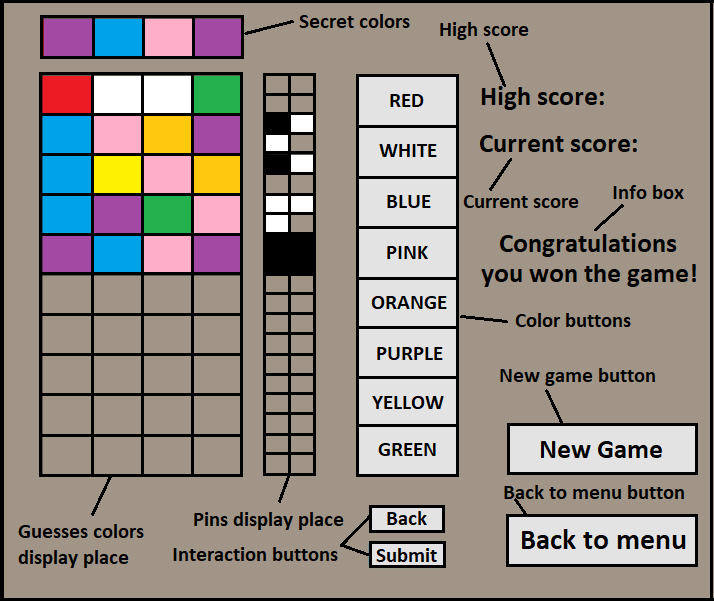 Secret colors
High score
High score:
RED
WHITE
BLUE
PINK
ORANGE
PURPLE
YELLOW
GREEN
Current score:
Current score
Info box
Congratulations
you won the game!
Color buttons
New game button
New Game
Back to menu button
Back to menu
Guesses colors
display place
Pins display place
Interaction buttons
Back
Submit